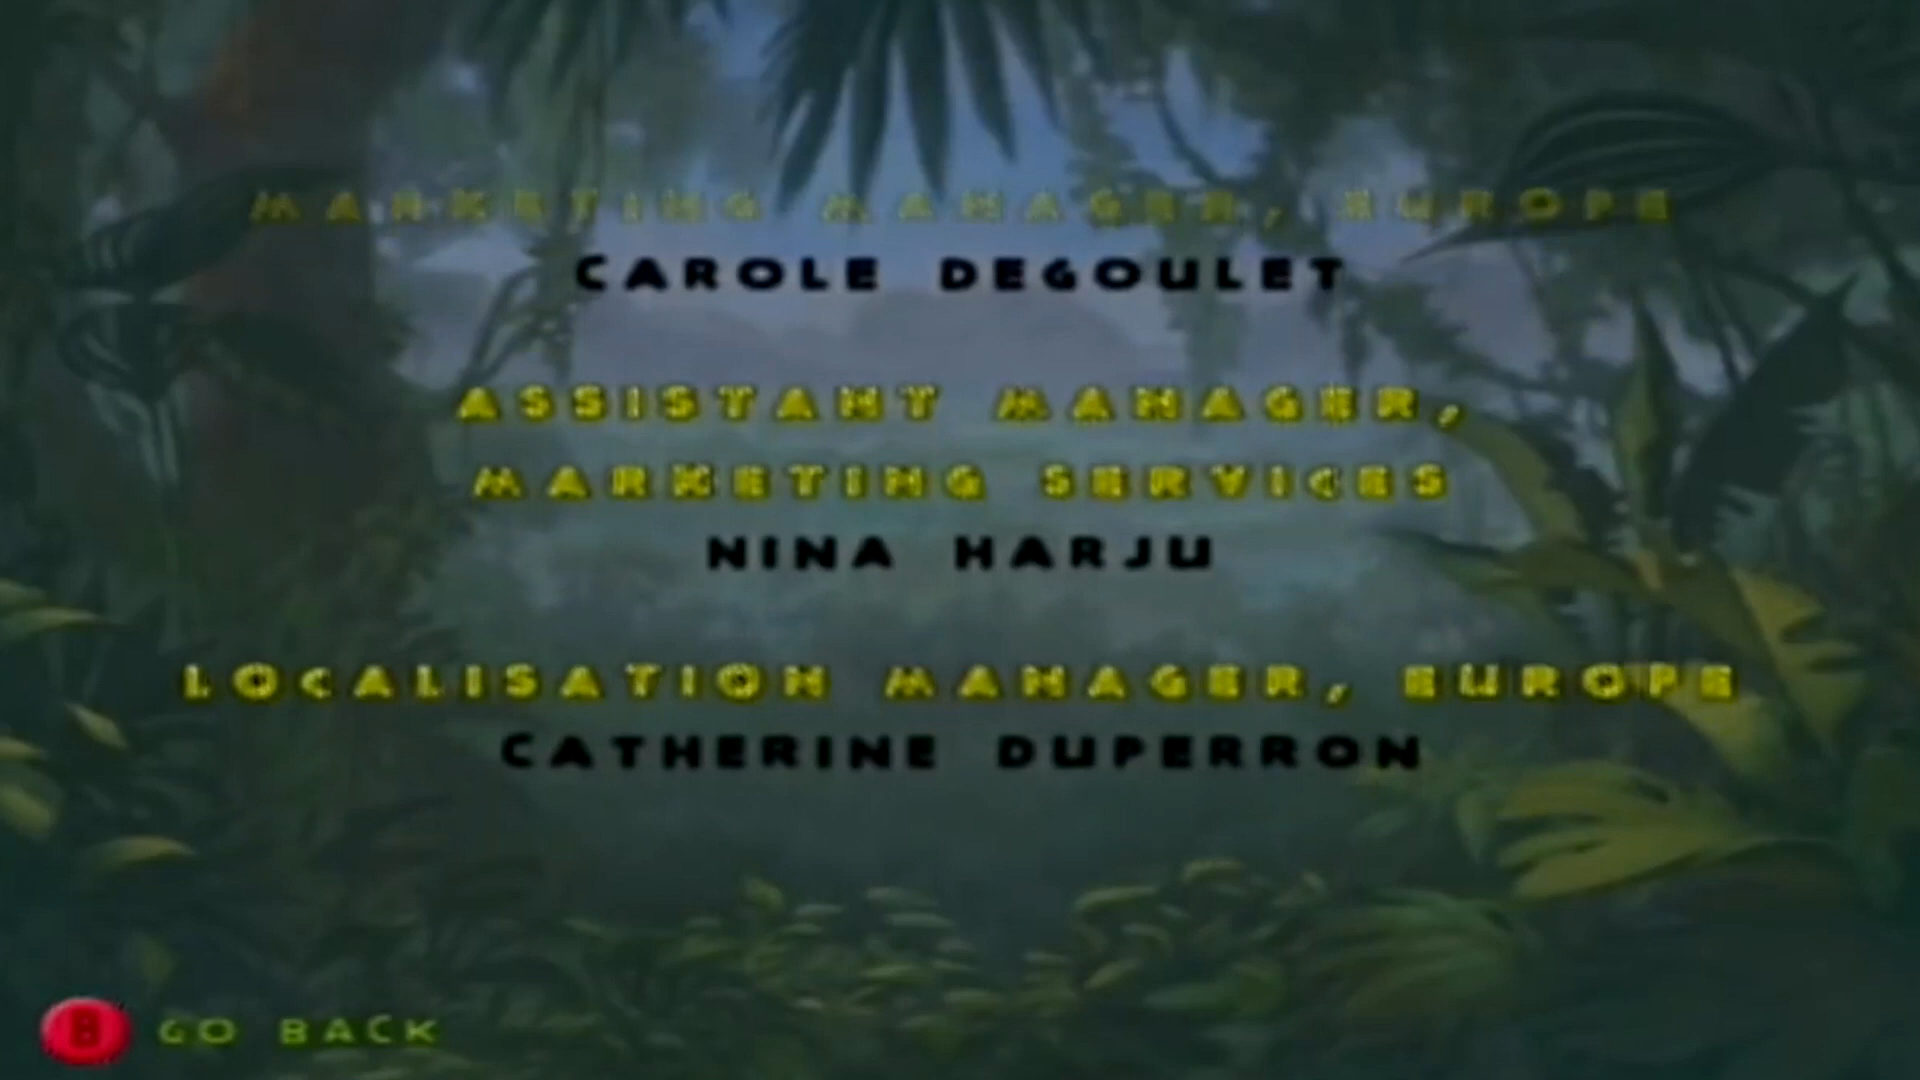 MARKETING MANAGER, EUROPE
CAROLE DEGOULET
ASSISTANT MANAGER,
MARKETING SERVICES
NINA HARJU
LOCALISATION MANAGER, EUROPE
CATHERINE DUPERRON
B GO BACK